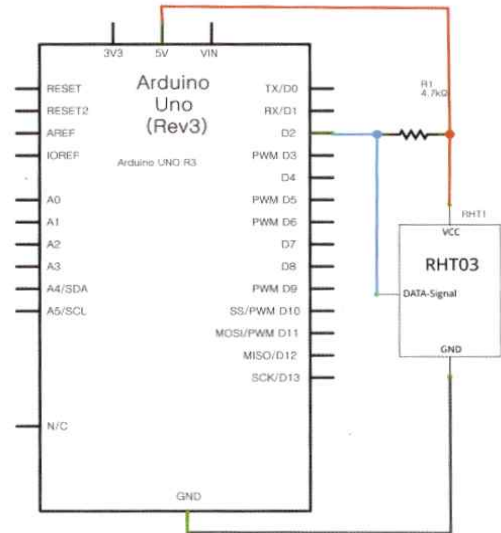 3V3
5V
VIN
Arduino
Uno
(Rev3)
Arduino UNO R3
RESET
RESET2
AREF
IOREF
A0
A1
A2
A3
A4/SDA
A5/SCL
N/C
TX/D0
RX/D1
D2
PWM D3
D4
PWM D5
PWM D6
D7
D8
PWM D9
SS/PWM D10
MOSI/PWM D11
MISO/D12
SCK/D13
GND
R1
4.7kΩ
RHT1
VCC
RHT03
DATA-Signal
GND